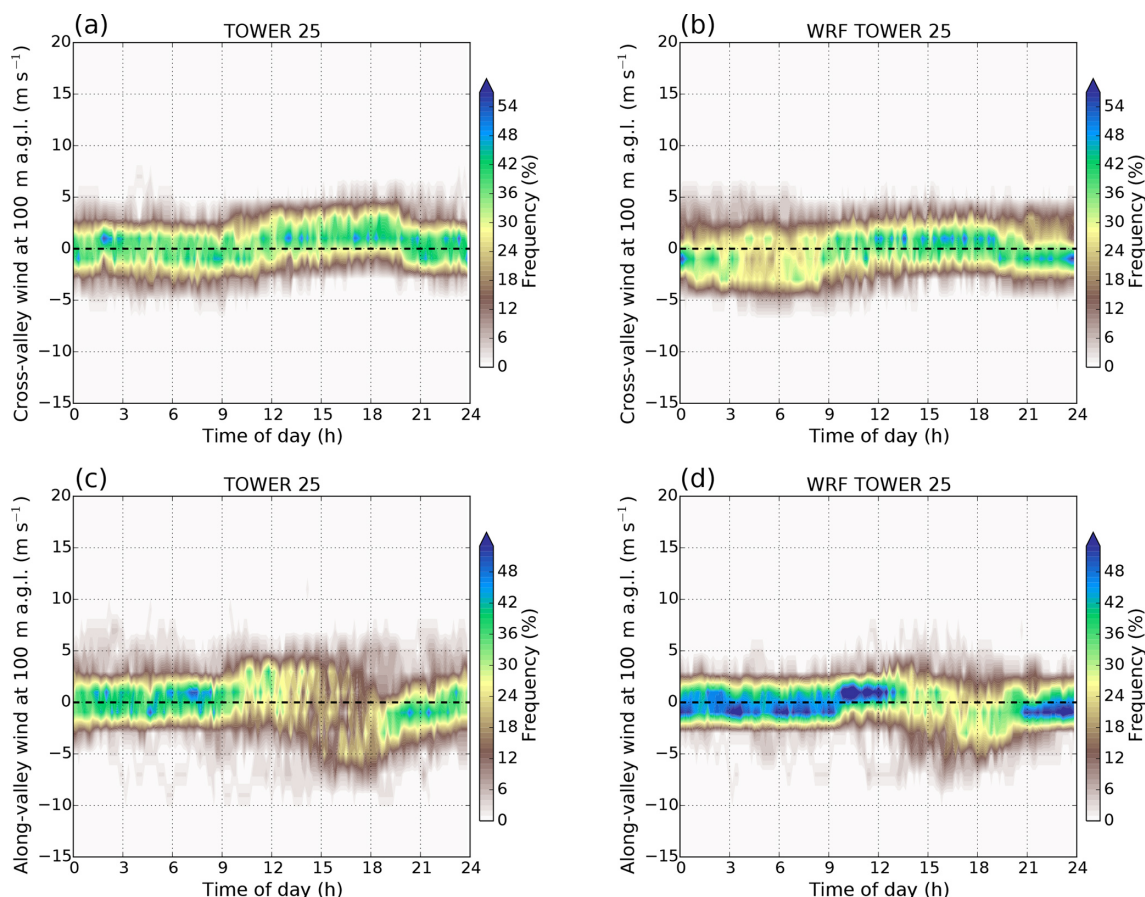 (a)
TOWER 25
Cross-valley wind at 100 m a.g.l. (m s⁻¹)
20
15
10
5
0
−5
−10
−15
0 3 6 9 12 15 18 21 24
Time of day (h)
54
48
42
36
30
24
18
12
6
0
Frequency (%)
(b)
WRF TOWER 25
Cross-valley wind at 100 m a.g.l. (m s⁻¹)
20
15
10
5
0
−5
−10
−15
0 3 6 9 12 15 18 21 24
Time of day (h)
54
48
42
36
30
24
18
12
6
0
Frequency (%)
(c)
TOWER 25
Along-valley wind at 100 m a.g.l. (m s⁻¹)
20
15
10
5
0
−5
−10
−15
0 3 6 9 12 15 18 21 24
Time of day (h)
48
42
36
30
24
18
12
6
0
Frequency (%)
(d)
WRF TOWER 25
Along-valley wind at 100 m a.g.l. (m s⁻¹)
20
15
10
5
0
−5
−10
−15
0 3 6 9 12 15 18 21 24
Time of day (h)
48
42
36
30
24
18
12
6
0
Frequency (%)